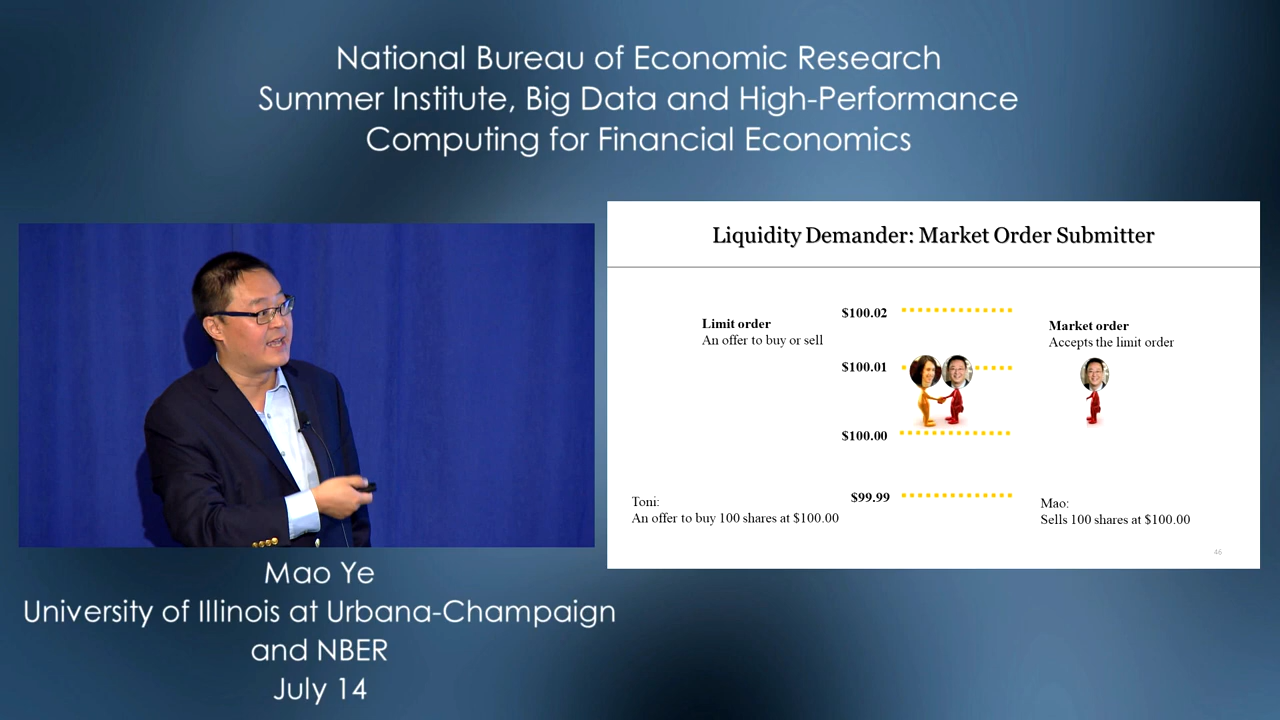 National Bureau of Economic Research
Summer Institute, Big Data and High-Performance
Computing for Financial Economics
Liquidity Demander: Market Order Submitter
$100.02
Limit order
An offer to buy or sell
Market order
Accepts the limit order
$100.01
$100.00
$99.99
Toni:
An offer to buy 100 shares at $100.00
Mao:
Sells 100 shares at $100.00
46
Mao Ye
University of Illinois at Urbana-Champaign
and NBER
July 14